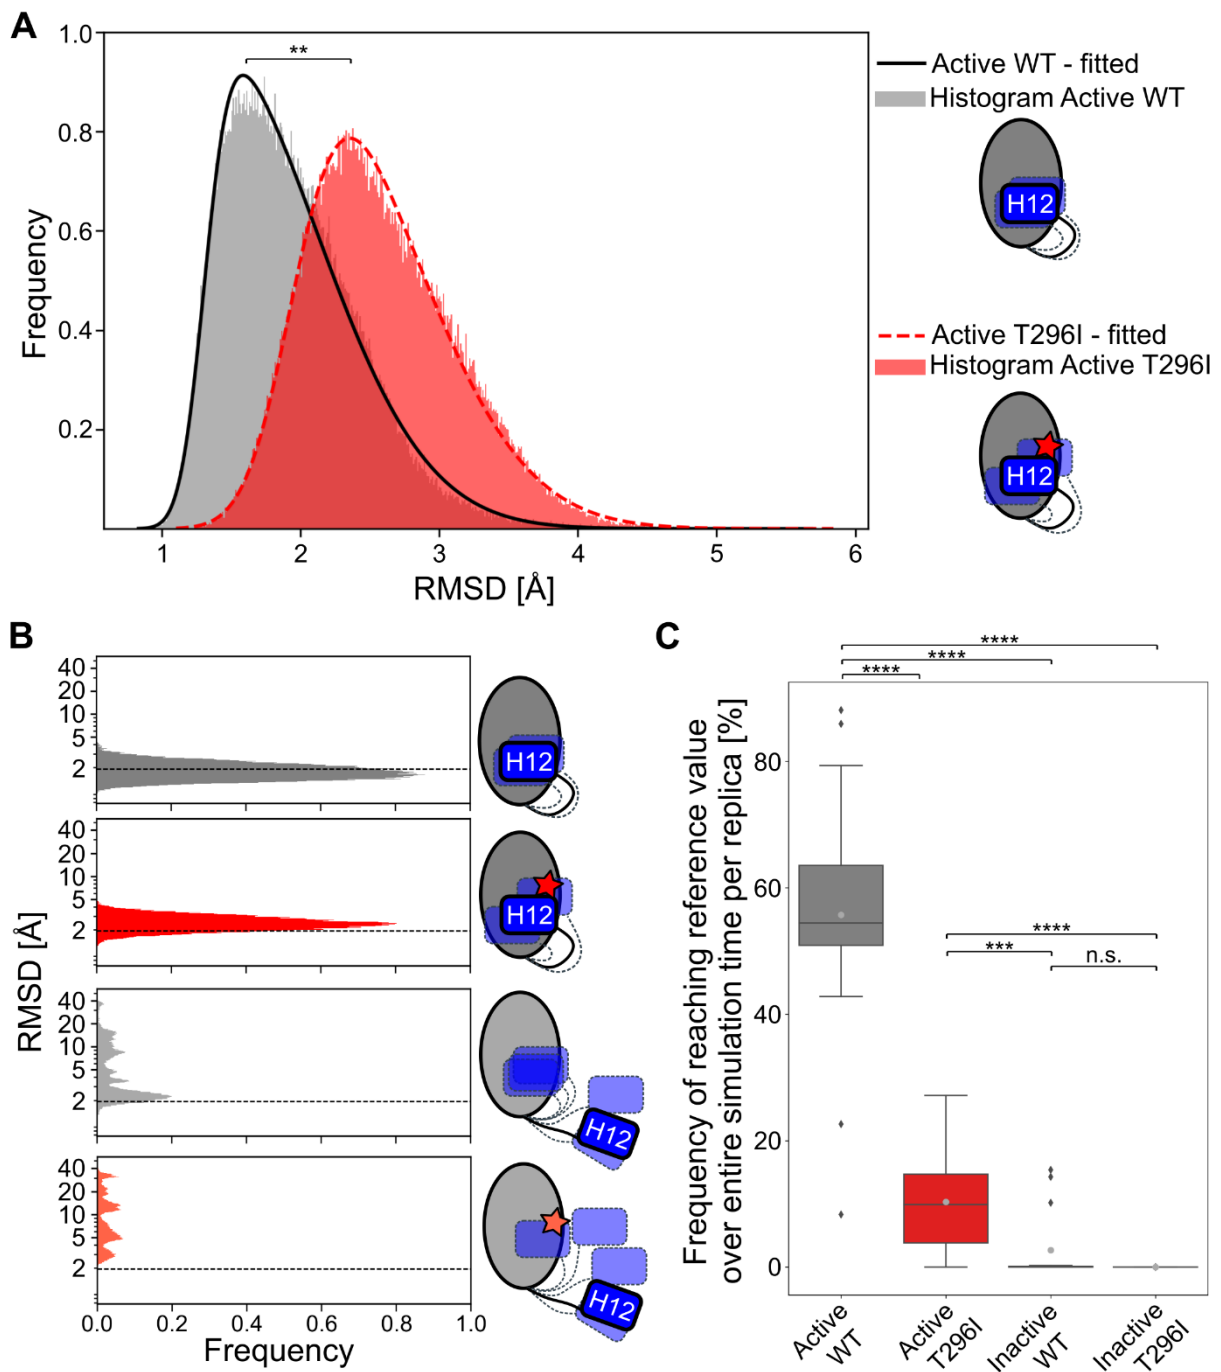 A
Frequency
1.0
0.8
0.6
0.4
0.2
**
1
2
3
4
5
6
RMSD [Å]
Active WT - fitted
Histogram Active WT
H12
Active T296I - fitted
Histogram Active T296I
H12
B
RMSD [Å]
40
20
10
5
2
H12
40
20
10
5
2
H12
40
20
10
5
2
H12
40
20
10
5
2
H12
0.0
0.2
0.4
0.6
0.8
1.0
Frequency
C
Frequency of reaching reference value
over entire simulation time per replica [%]
****
****
****
****
***
n.s.
80
60
40
20
0
Active
WT
Active
T296I
Inactive
WT
Inactive
T296I